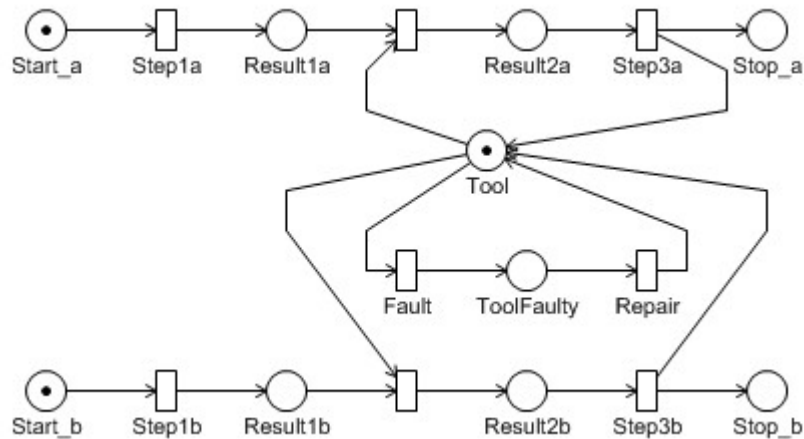 Start_a Step1a Result1a Result2a Step3a Stop_a
Tool
Fault ToolFaulty Repair
Start_b Step1b Result1b Result2b Step3b Stop_b